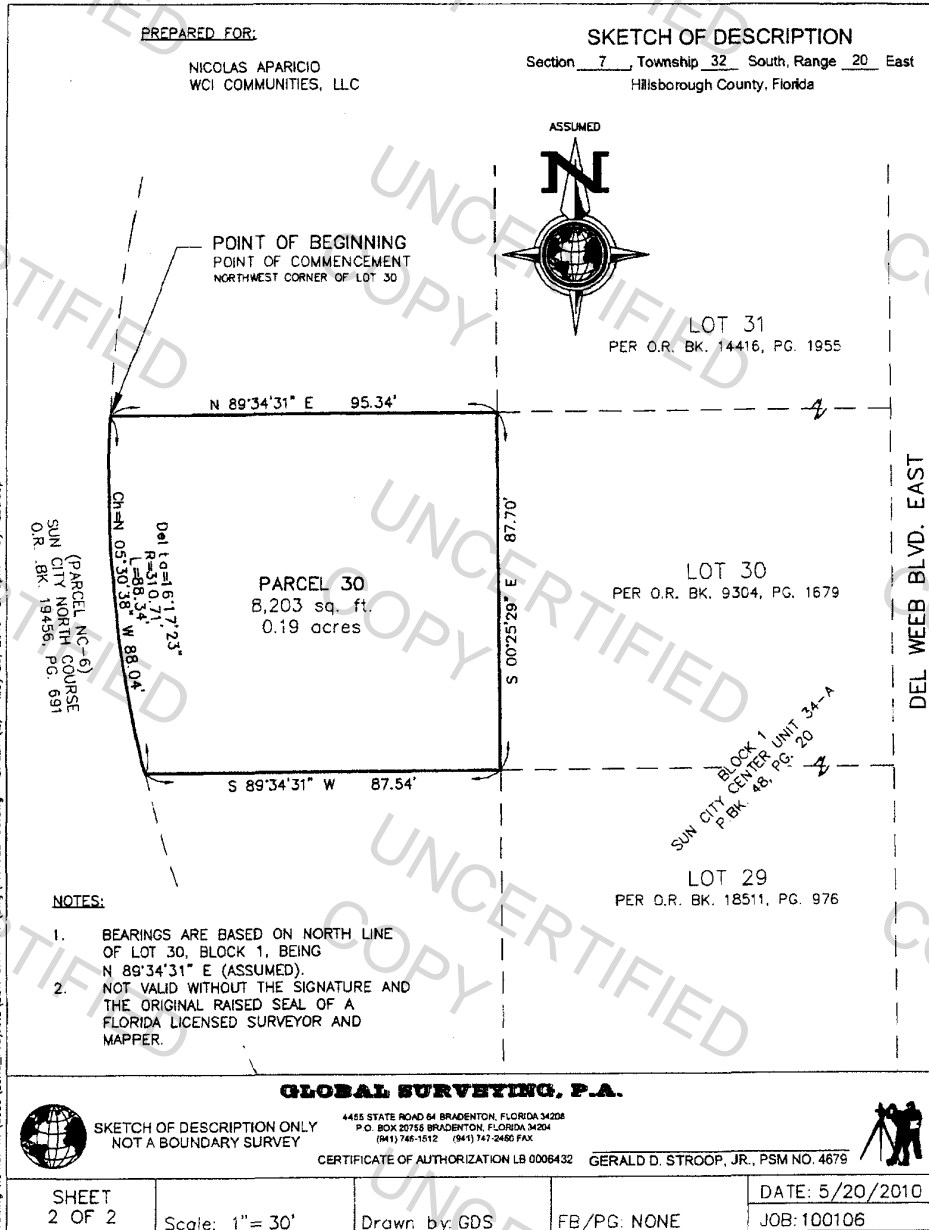 PREPARED FOR:
NICOLAS APARICIO
WCI COMMUNITIES, LLC
SKETCH OF DESCRIPTION
Section 7, Township 32 South, Range 20 East
Hillsborough County, Florida
ASSUMED
N
POINT OF BEGINNING
POINT OF COMMENCEMENT
NORTHWEST CORNER OF LOT 30
LOT 31
PER O.R. BK. 14416, PG. 1955
N 89°34'31" E 95.34'
Delta=16°17'23"
R=310.71'
L=88.34'
Ch=N 05°30'38" W 88.04'
(PARCEL NC-6)
SUN CITY NORTH COURSE
O.R. BK. 19456, PG. 691
PARCEL 30
8,203 sq. ft.
0.19 acres
S 00°25'29" E 87.70'
LOT 30
PER O.R. BK. 9304, PG. 1679
DEL WEBB BLVD. EAST
BLOCK 1
SUN CITY CENTER UNIT 34-A
P.BK. 48, PG. 20
S 89°34'31" W 87.54'
LOT 29
PER O.R. BK. 18511, PG. 976
NOTES:
1. BEARINGS ARE BASED ON NORTH LINE
OF LOT 30, BLOCK 1, BEING
N 89°34'31" E (ASSUMED).
2. NOT VALID WITHOUT THE SIGNATURE AND
THE ORIGINAL RAISED SEAL OF A
FLORIDA LICENSED SURVEYOR AND
MAPPER.
GLOBAL SURVEYING, P.A.
SKETCH OF DESCRIPTION ONLY
NOT A BOUNDARY SURVEY
4455 STATE ROAD 64 BRADENTON, FLORIDA 34208
P.O. BOX 20755 BRADENTON, FLORIDA 34204
(941) 746-1512 (941) 747-2460 FAX
CERTIFICATE OF AUTHORIZATION LB 0006432
GERALD D. STROOP, JR., PSM NO. 4679
SHEET
2 OF 2
Scale: 1"= 30'
Drawn by: GDS
FB/PG: NONE
DATE: 5/20/2010
JOB: 100106
UNCERTIFIED
COPY